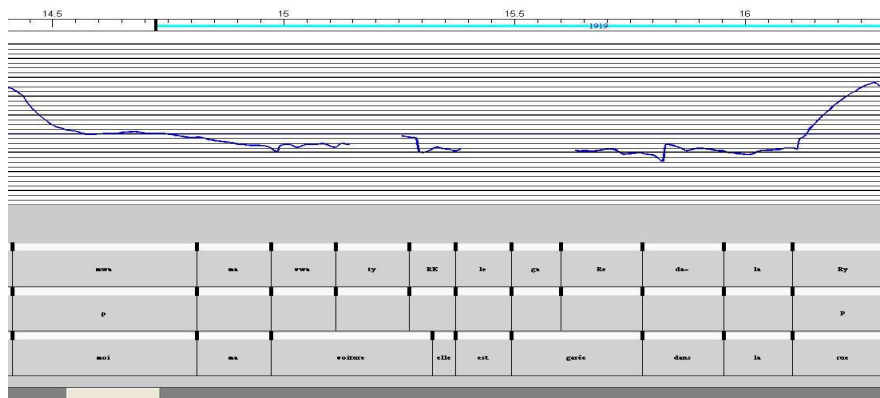 14.5 15 15.5 16
1919
mwa ma vwa ty RE le ga Re da~ la Ry
p P
moi ma voiture elle est garée dans la rue